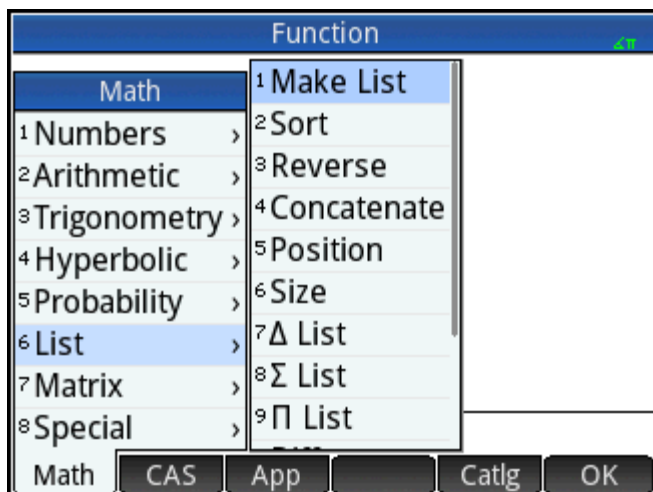 Function
∡π
Math
1 Numbers ›
2 Arithmetic ›
3 Trigonometry ›
4 Hyperbolic ›
5 Probability ›
6 List ›
7 Matrix ›
8 Special ›
1 Make List
2 Sort
3 Reverse
4 Concatenate
5 Position
6 Size
7 Δ List
8 Σ List
9 Π List
Math CAS App Catlg OK